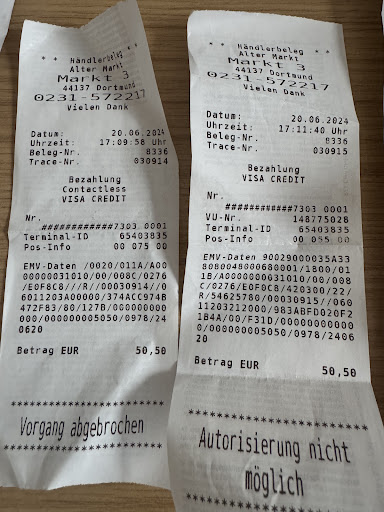 * * Händlerbeleg * *
Alter Markt
Markt 3
44137 Dortmund
0231-572217
Vielen Dank
Datum: 20.06.2024
Uhrzeit: 17:09:58 Uhr
Beleg-Nr. 8336
Trace-Nr. 030914
Bezahlung
Contactless
VISA CREDIT
Nr.
############7303 0001
Terminal-ID 65403835
Pos-Info 00 075 00
EMV-Daten /0020/011A/A00
00000031010/00/008C/0276
/E0F8C8///R//00030914//0
6011203A00000/374ACC974B
472F83/80/127B/000000000
000/000000005050/0978/24
0620
Betrag EUR 50,50
********************
Vorgang abgebrochen
********************
* * Händlerbeleg * *
Alter Markt
Markt 3
44137 Dortmund
0231-572217
Vielen Dank
Datum: 20.06.2024
Uhrzeit: 17:11:40 Uhr
Beleg-Nr. 8336
Trace-Nr. 030915
Bezahlung
VISA CREDIT
Nr.
############7303 0001
VU-Nr. 148775028
Terminal-ID 65403835
Pos-Info 00 055 00
EMV-Daten 90029000035A33
8080048000680001/1800/01
1B/A0000000031010/00/008
C/0276/E0F0C8/420300/22/
R/54625780/00030915//060
11203212000/983ABFD020F2
1B4A/00/F31D/00000000000
0/000000005050/0978/2406
20
Betrag EUR 50,50
********************
Autorisierung nicht
möglich
********************